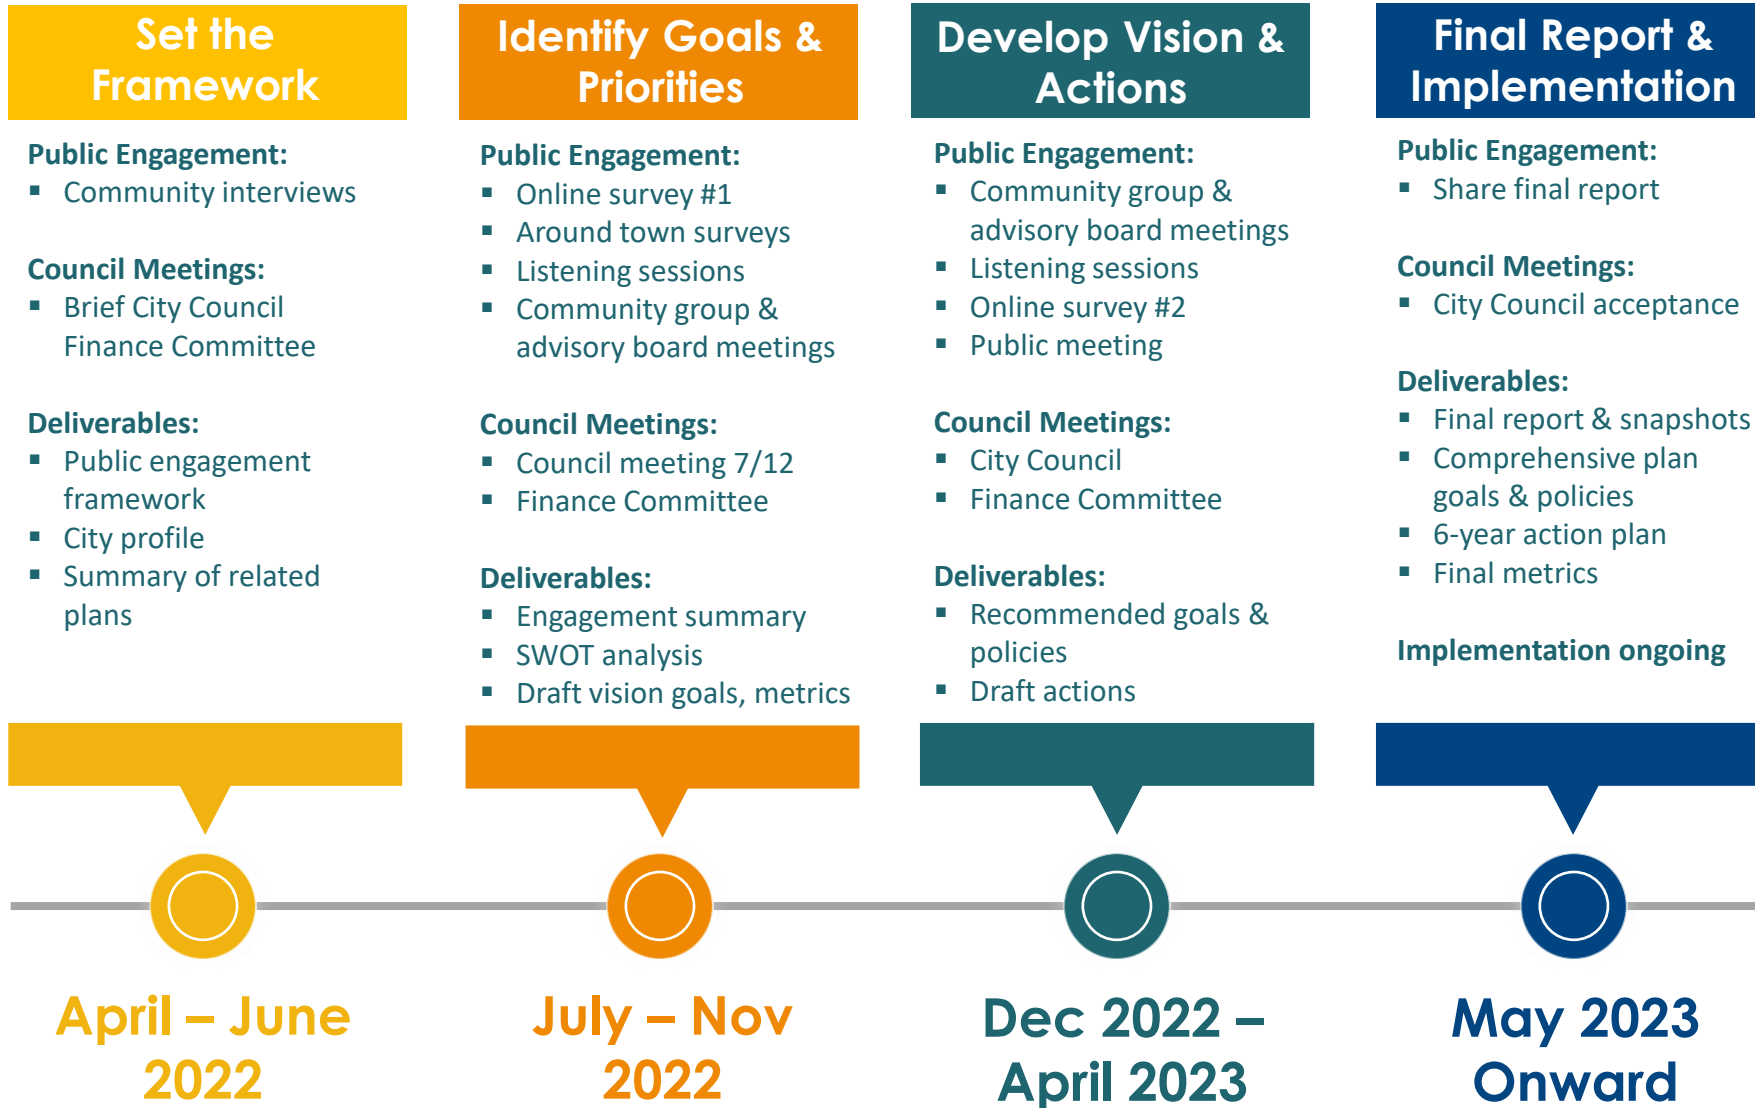 Set the
Framework
Public Engagement:
▪ Community interviews
Council Meetings:
▪ Brief City Council
Finance Committee
Deliverables:
▪ Public engagement
framework
▪ City profile
▪ Summary of related
plans
April – June
2022
Identify Goals &
Priorities
Public Engagement:
▪ Online survey #1
▪ Around town surveys
▪ Listening sessions
▪ Community group &
advisory board meetings
Council Meetings:
▪ Council meeting 7/12
▪ Finance Committee
Deliverables:
▪ Engagement summary
▪ SWOT analysis
▪ Draft vision goals, metrics
July – Nov
2022
Develop Vision &
Actions
Public Engagement:
▪ Community group &
advisory board meetings
▪ Listening sessions
▪ Online survey #2
▪ Public meeting
Council Meetings:
▪ City Council
▪ Finance Committee
Deliverables:
▪ Recommended goals &
policies
▪ Draft actions
Dec 2022 –
April 2023
Final Report &
Implementation
Public Engagement:
▪ Share final report
Council Meetings:
▪ City Council acceptance
Deliverables:
▪ Final report & snapshots
▪ Comprehensive plan
goals & policies
▪ 6-year action plan
▪ Final metrics
Implementation ongoing
May 2023
Onward